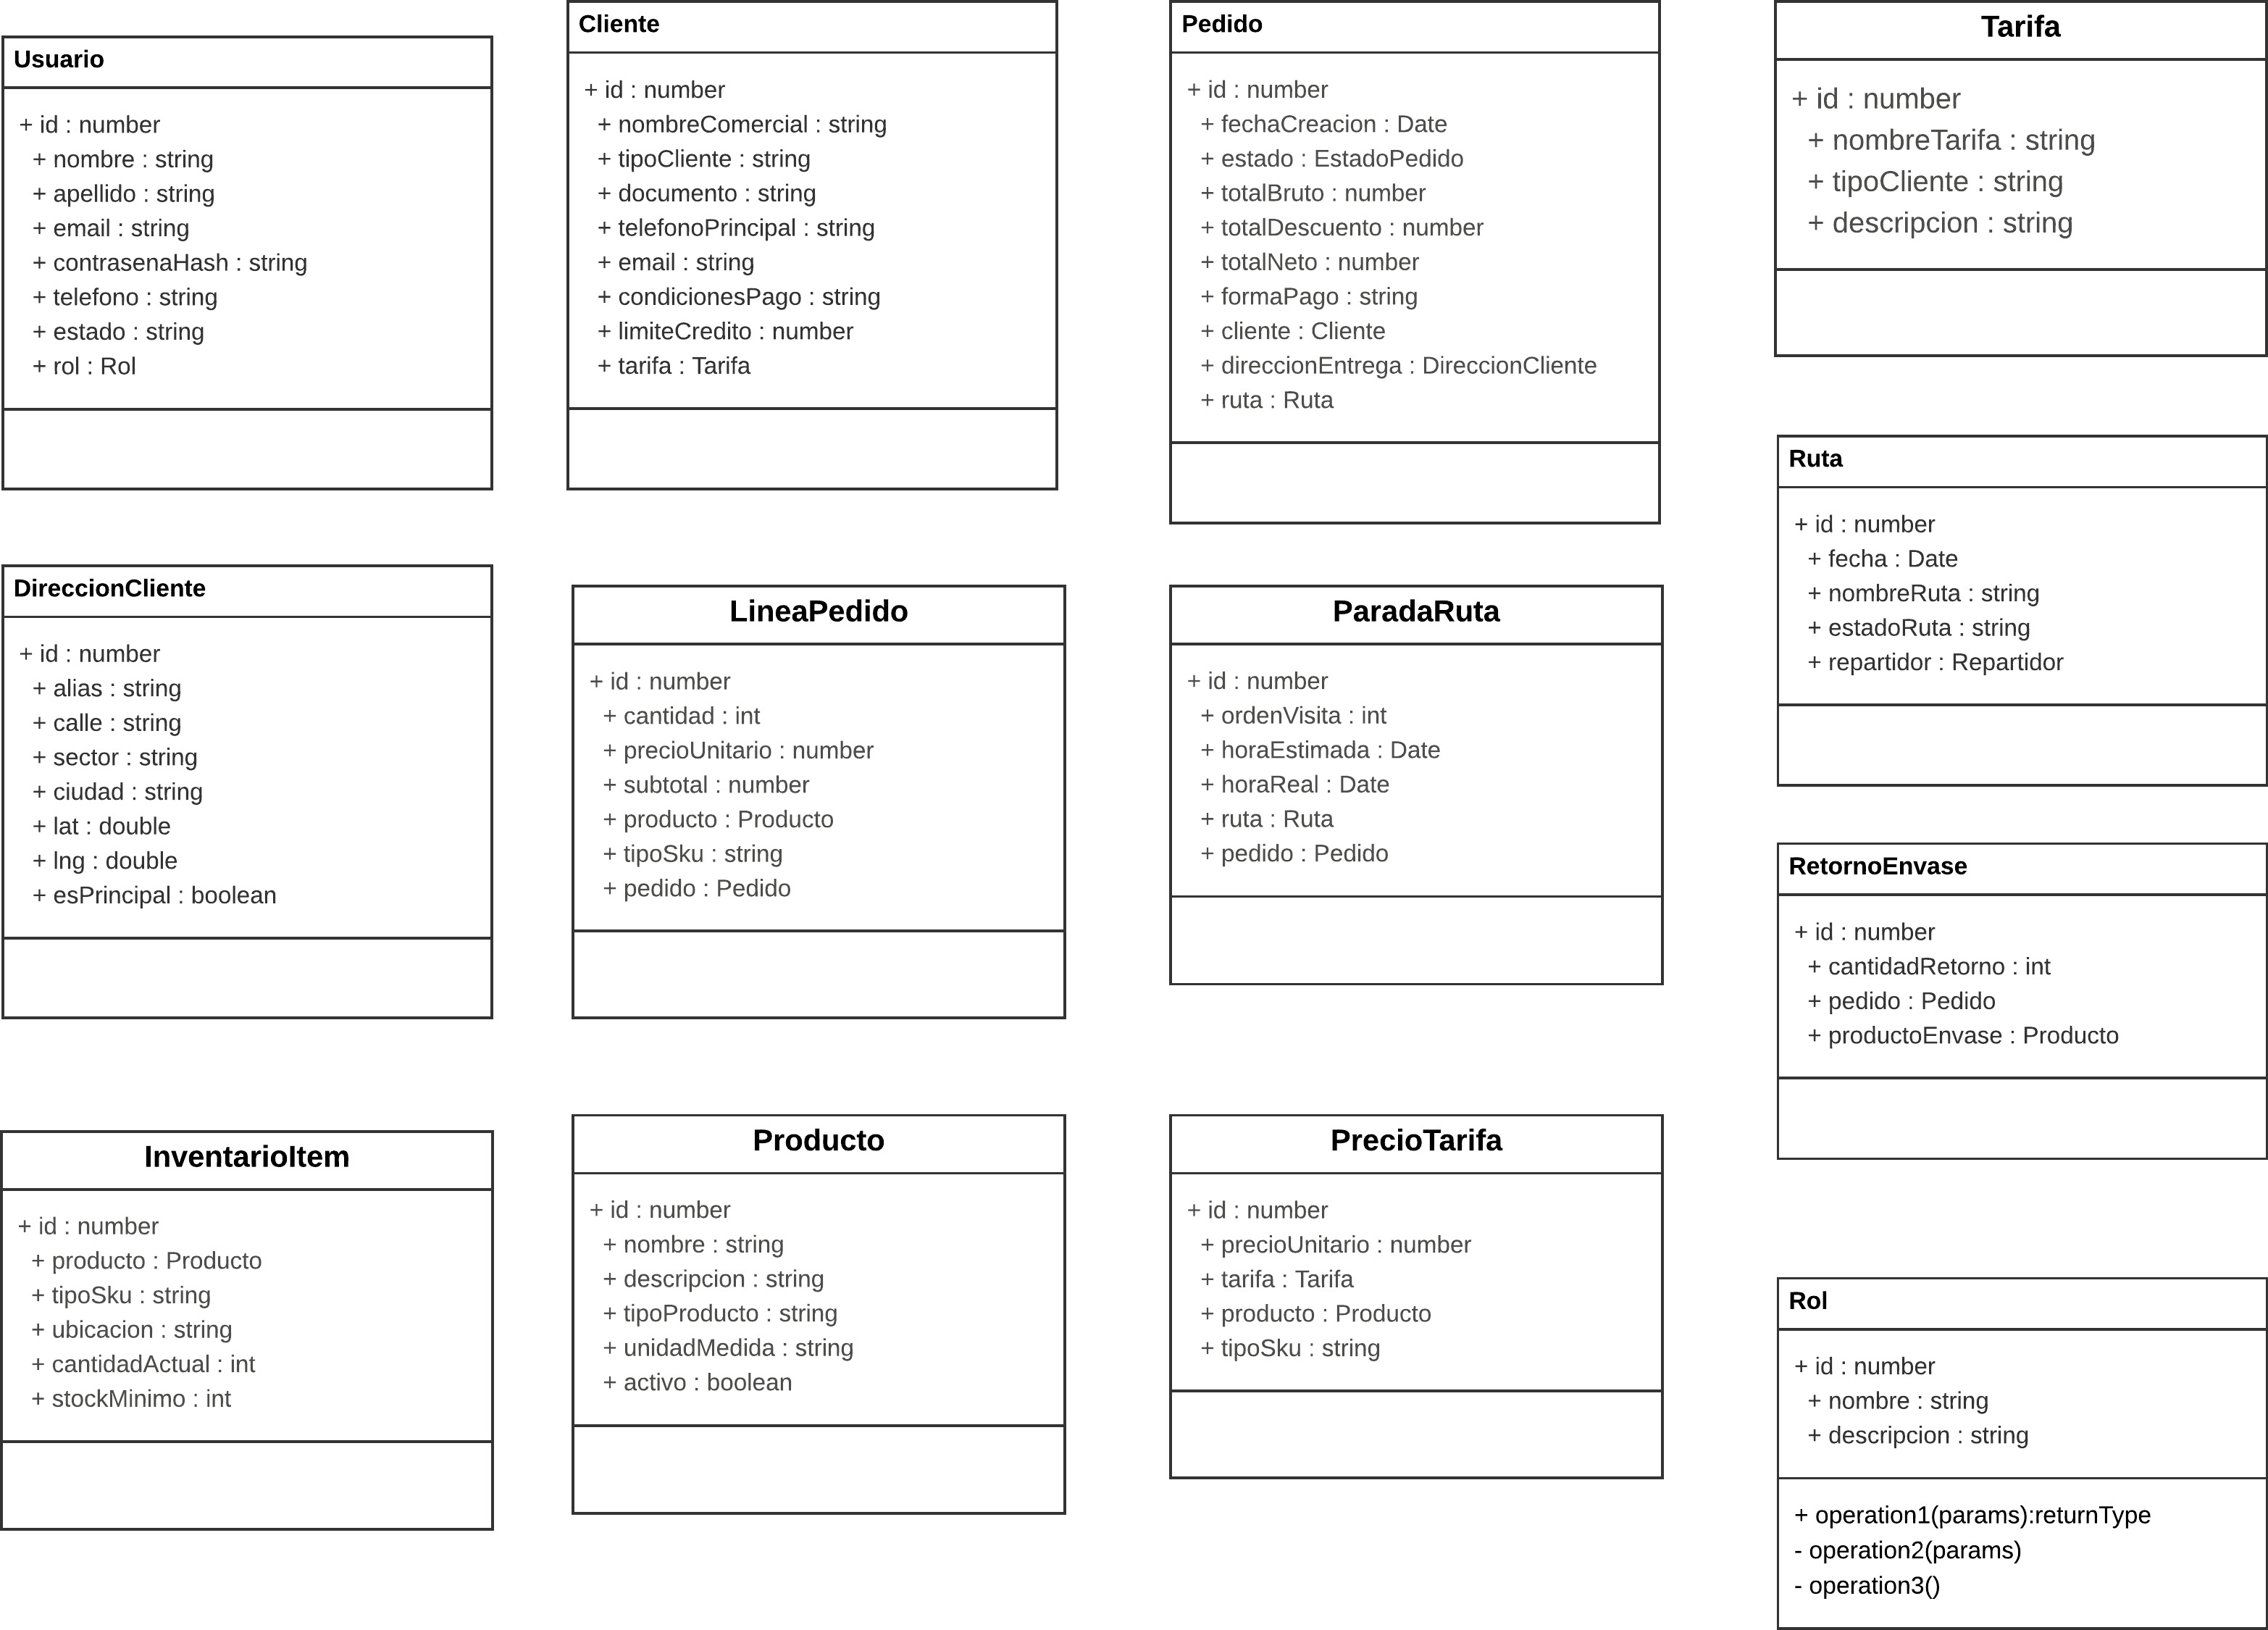 Usuario
+ id : number
+ nombre : string
+ apellido : string
+ email : string
+ contrasenaHash : string
+ telefono : string
+ estado : string
+ rol : Rol
Cliente
+ id : number
+ nombreComercial : string
+ tipoCliente : string
+ documento : string
+ telefonoPrincipal : string
+ email : string
+ condicionesPago : string
+ limiteCredito : number
+ tarifa : Tarifa
Pedido
+ id : number
+ fechaCreacion : Date
+ estado : EstadoPedido
+ totalBruto : number
+ totalDescuento : number
+ totalNeto : number
+ formaPago : string
+ cliente : Cliente
+ direccionEntrega : DireccionCliente
+ ruta : Ruta
Tarifa
+ id : number
+ nombreTarifa : string
+ tipoCliente : string
+ descripcion : string
Ruta
+ id : number
+ fecha : Date
+ nombreRuta : string
+ estadoRuta : string
+ repartidor : Repartidor
DireccionCliente
+ id : number
+ alias : string
+ calle : string
+ sector : string
+ ciudad : string
+ lat : double
+ lng : double
+ esPrincipal : boolean
LineaPedido
+ id : number
+ cantidad : int
+ precioUnitario : number
+ subtotal : number
+ producto : Producto
+ tipoSku : string
+ pedido : Pedido
ParadaRuta
+ id : number
+ ordenVisita : int
+ horaEstimada : Date
+ horaReal : Date
+ ruta : Ruta
+ pedido : Pedido
RetornoEnvase
+ id : number
+ cantidadRetorno : int
+ pedido : Pedido
+ productoEnvase : Producto
InventarioItem
+ id : number
+ producto : Producto
+ tipoSku : string
+ ubicacion : string
+ cantidadActual : int
+ stockMinimo : int
Producto
+ id : number
+ nombre : string
+ descripcion : string
+ tipoProducto : string
+ unidadMedida : string
+ activo : boolean
PrecioTarifa
+ id : number
+ precioUnitario : number
+ tarifa : Tarifa
+ producto : Producto
+ tipoSku : string
Rol
+ id : number
+ nombre : string
+ descripcion : string
+ operation1(params):returnType
- operation2(params)
- operation3()